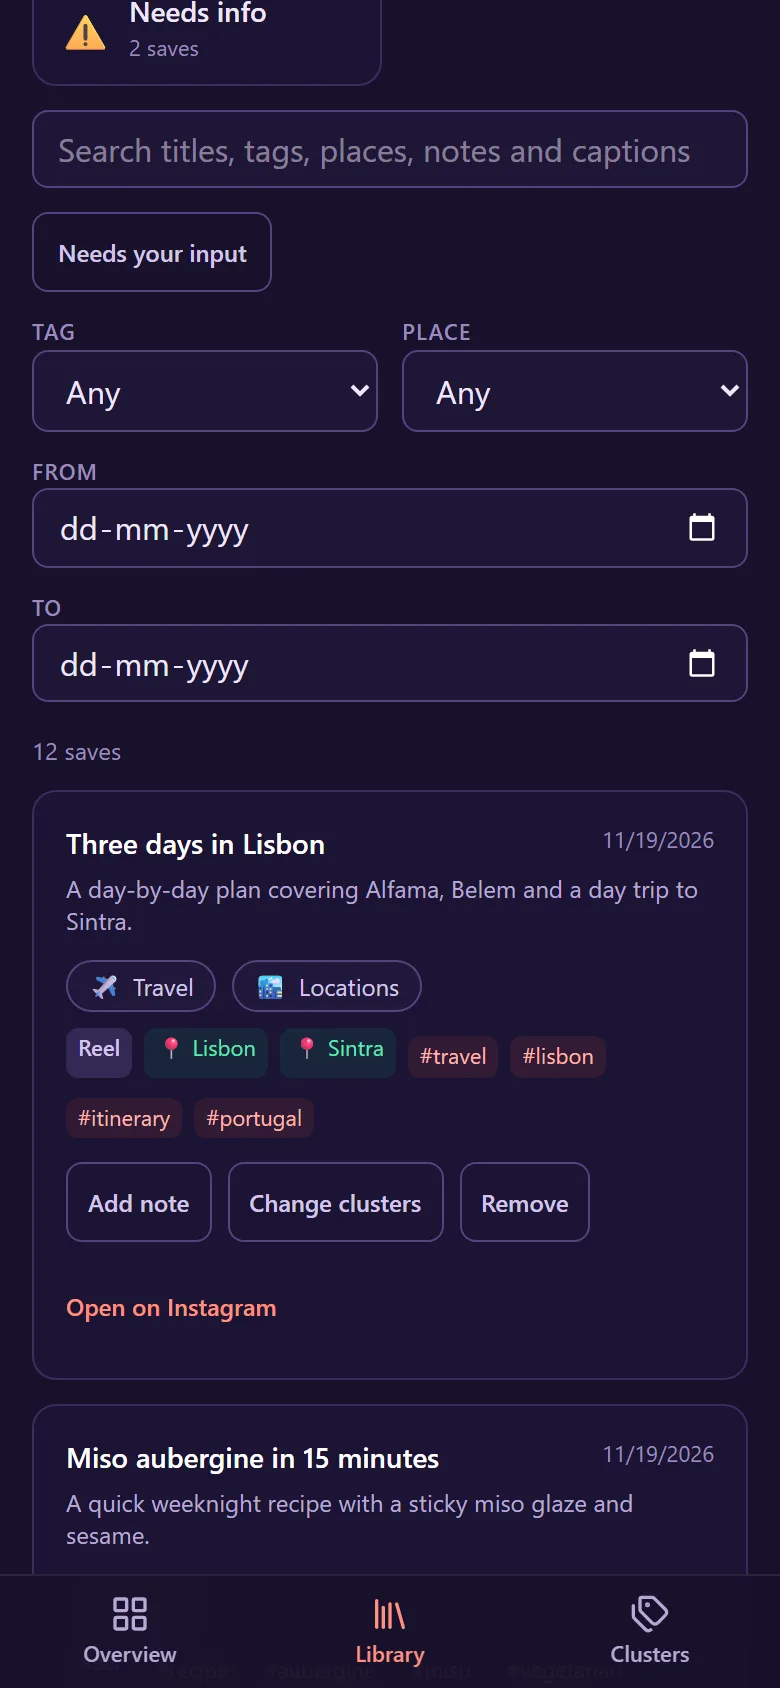 Needs info
2 saves
Search titles, tags, places, notes and captions
Needs your input
TAG
PLACE
Any
Any
FROM
dd-mm-yyyy
TO
dd-mm-yyyy
12 saves
Three days in Lisbon
11/19/2026
A day-by-day plan covering Alfama, Belem and a day trip to
Sintra.
Travel
Locations
Reel
Lisbon
Sintra
#travel
#lisbon
#itinerary
#portugal
Add note
Change clusters
Remove
Open on Instagram
Miso aubergine in 15 minutes
11/19/2026
A quick weeknight recipe with a sticky miso glaze and
sesame.
Overview
Library
Clusters